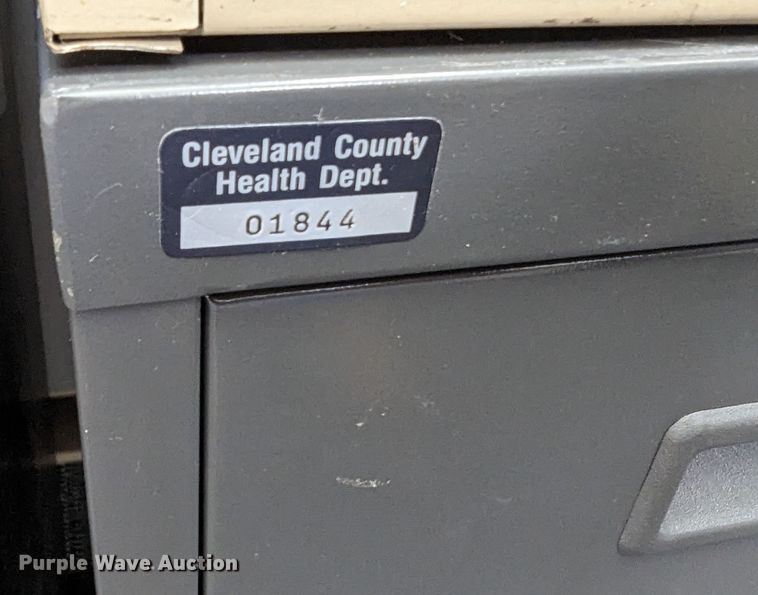 Cleveland County
Health Dept.
01844
Purple Wave Auction